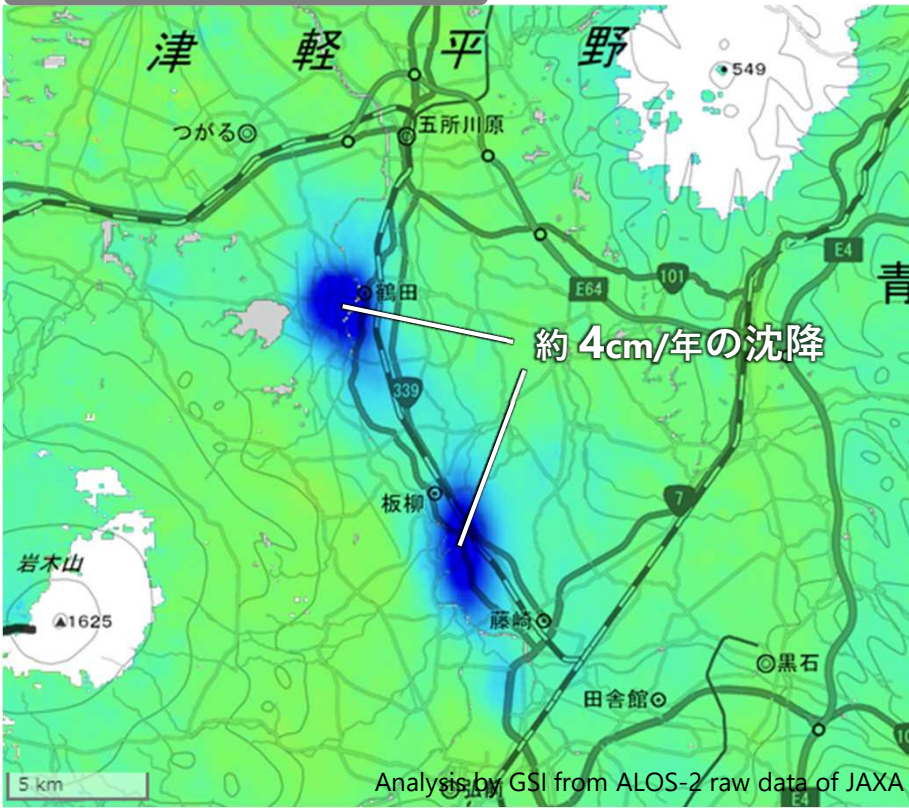 津軽平野
549
つがる
五所川原
E4
101
E64
青
鶴田
約 4cm/年の沈降
339
板柳
7
岩木山
1625
藤崎
黒石
田舎館
5 km
Analysis by GSI from ALOS-2 raw data of JAXA
E4